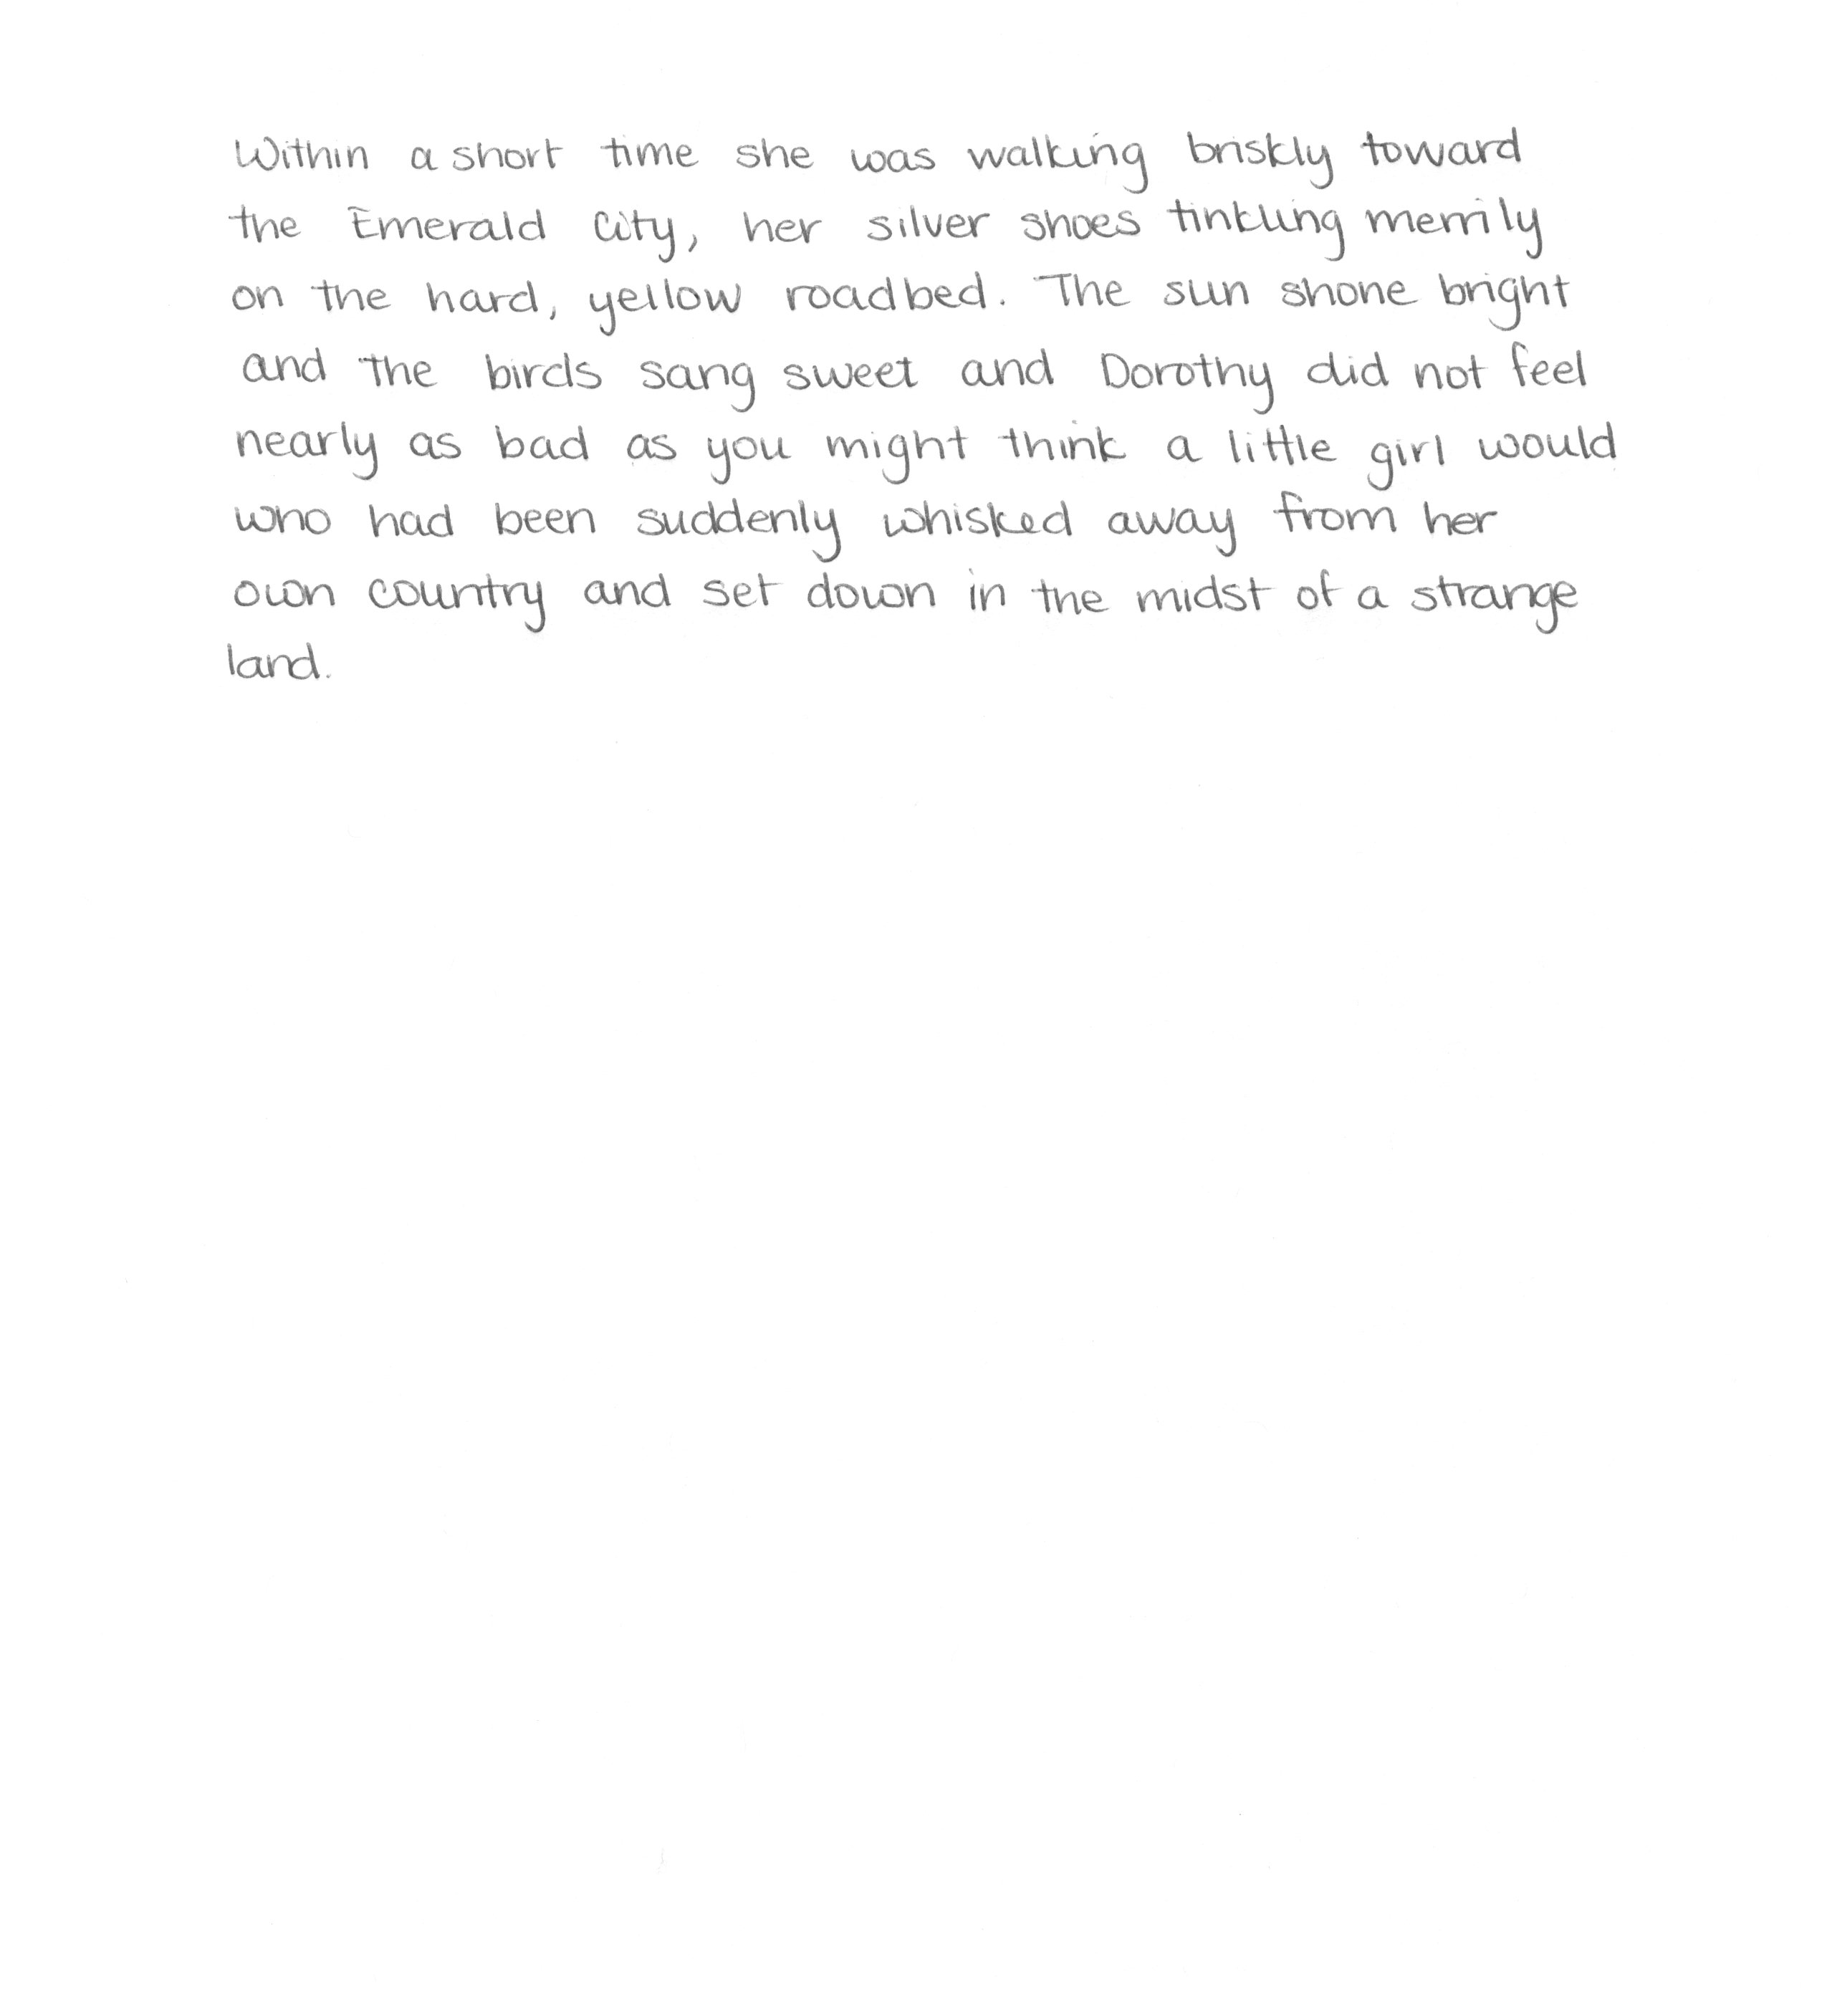 Within a short time she was walking briskly toward
the Emerald City, her silver shoes tinkling merrily
on the hard, yellow roadbed. The sun shone bright
and the birds sang sweet and Dorothy did not feel
nearly as bad as you might think a little girl would
who had been suddenly whisked away from her
own country and set down in the midst of a strange
land.